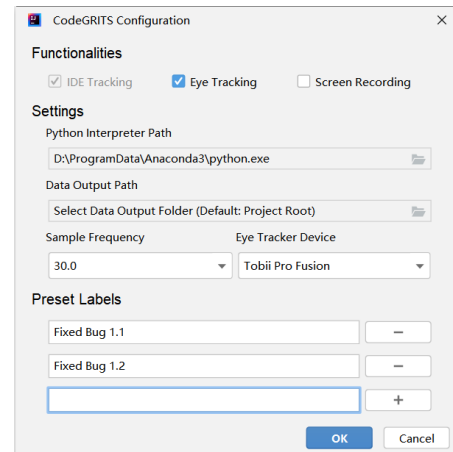 CodeGRITS Configuration
Functionalities
IDE Tracking Eye Tracking Screen Recording
Settings
Python Interpreter Path
D:\ProgramData\Anaconda3\python.exe
Data Output Path
Select Data Output Folder (Default: Project Root)
Sample Frequency Eye Tracker Device
30.0 Tobii Pro Fusion
Preset Labels
Fixed Bug 1.1 −
Fixed Bug 1.2 −
+
OK Cancel